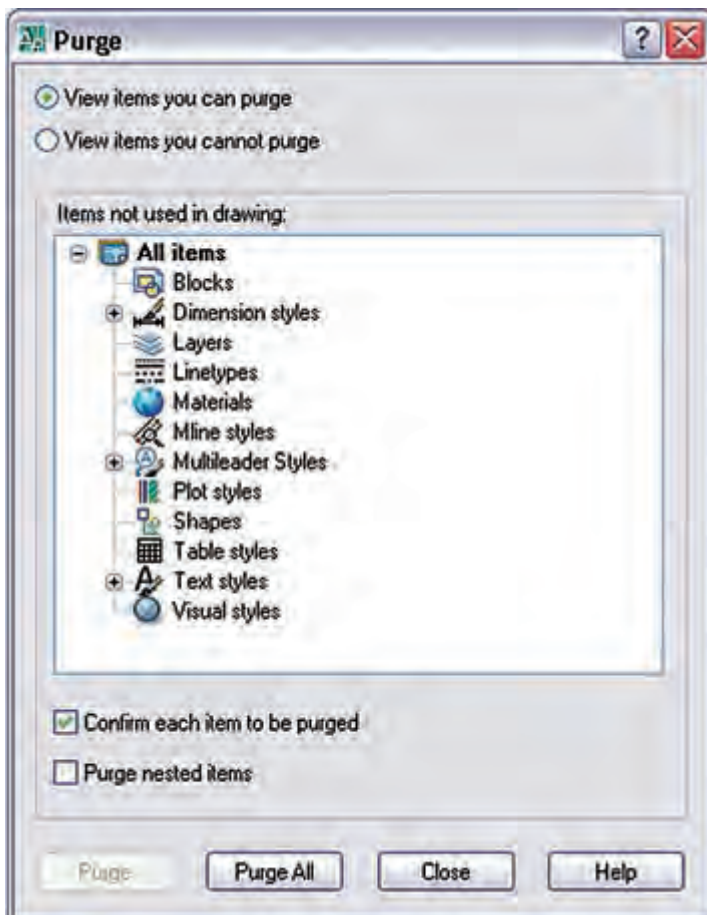 Purge
View items you can purge
View items you cannot purge
Items not used in drawing:
All items
Blocks
Dimension styles
Layers
Linetypes
Materials
Mline styles
Multileader Styles
Plot styles
Shapes
Table styles
Text styles
Visual styles
Confirm each item to be purged
Purge nested items
Purge Purge All Close Help